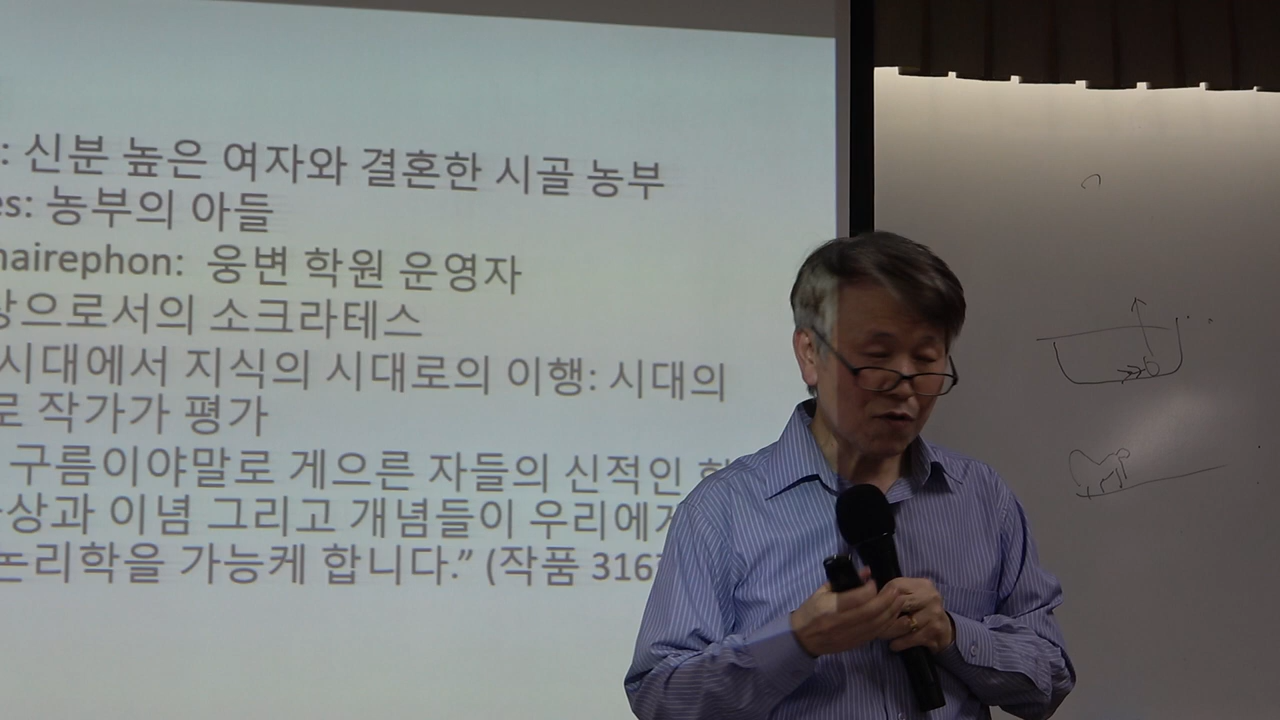 : 신분 높은 여자와 결혼한 시골 농부
es: 농부의 아들
hairephon: 웅변 학원 운영자
상으로서의 소크라테스
시대에서 지식의 시대로의 이행: 시대의
로 작가가 평가
구름이야말로 게으른 자들의 신적인
사상과 이념 그리고 개념들이 우리에게
논리학을 가능케 합니다.” (작품 316